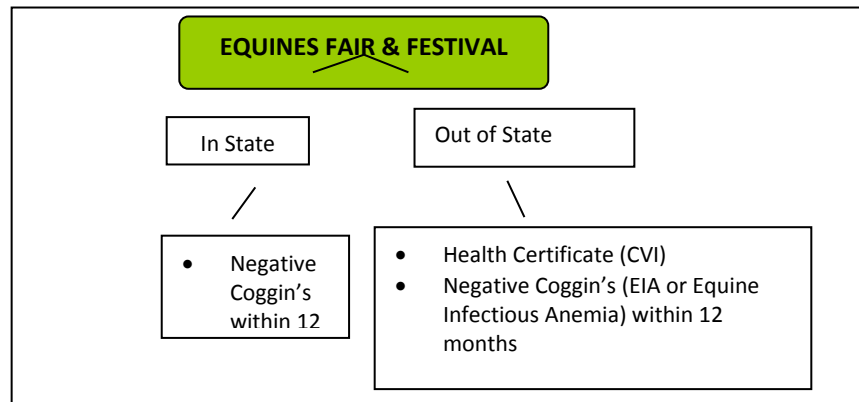 EQUINES FAIR & FESTIVAL
In State
Out of State
• Negative
Coggin’s
within 12
• Health Certificate (CVI)
• Negative Coggin’s (EIA or Equine
Infectious Anemia) within 12
months